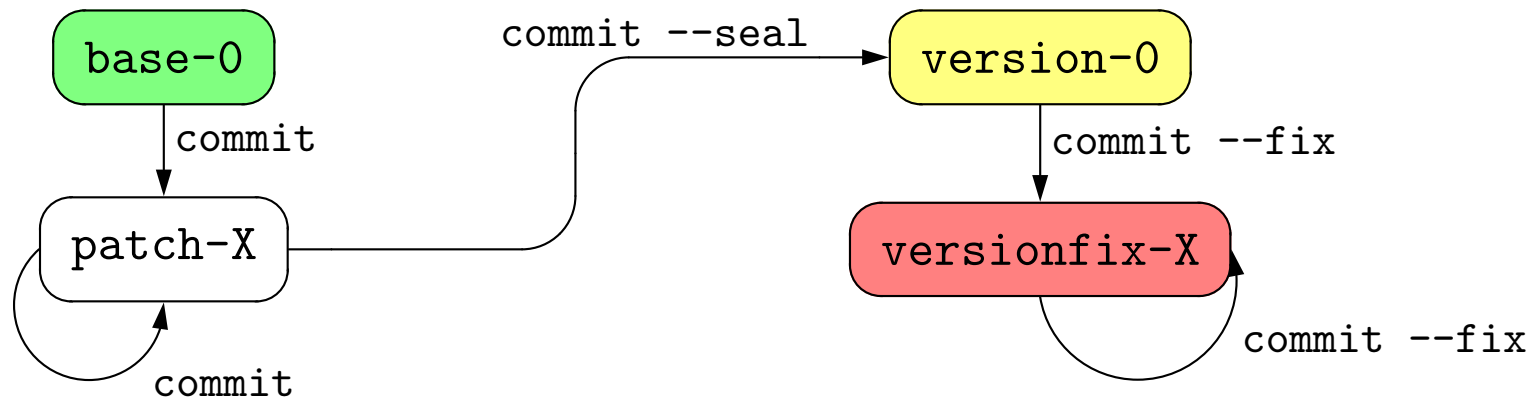 base-0
commit
patch-X
commit
commit --seal
version-0
commit --fix
versionfix-X
commit --fix